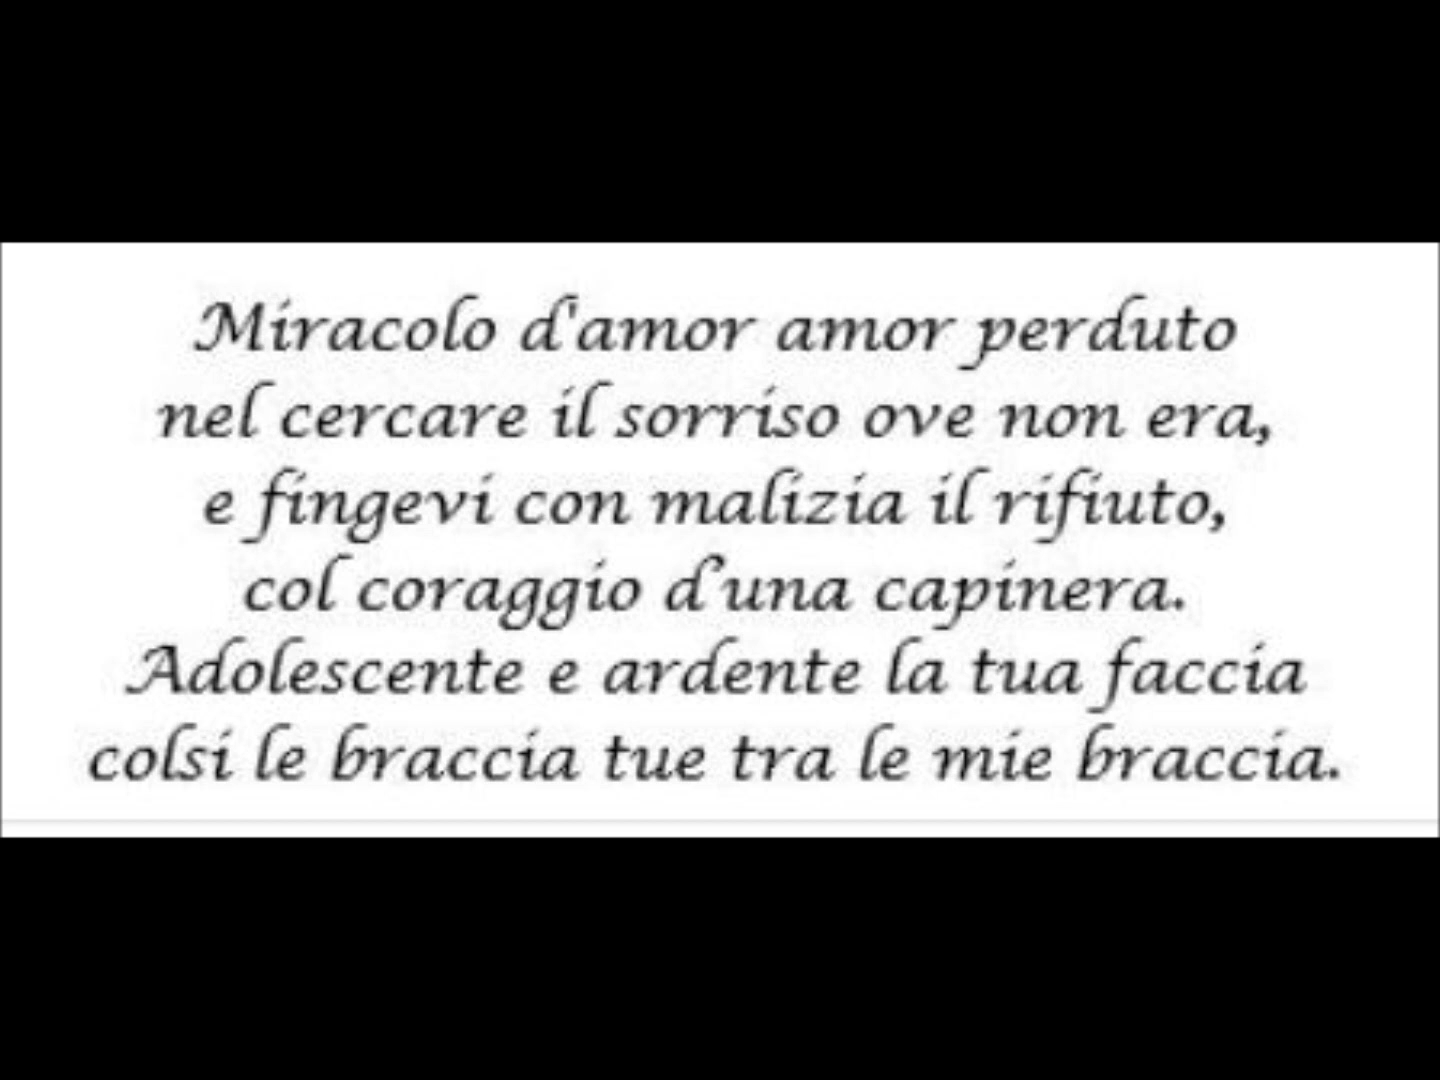 Miracolo d'amor amor perduto
nel cercare il sorriso ove non era,
e fingevi con malizia il rifiuto,
col coraggio d’una capinera.
Adolescente e ardente la tua faccia
colsi le braccia tue tra le mie braccia.